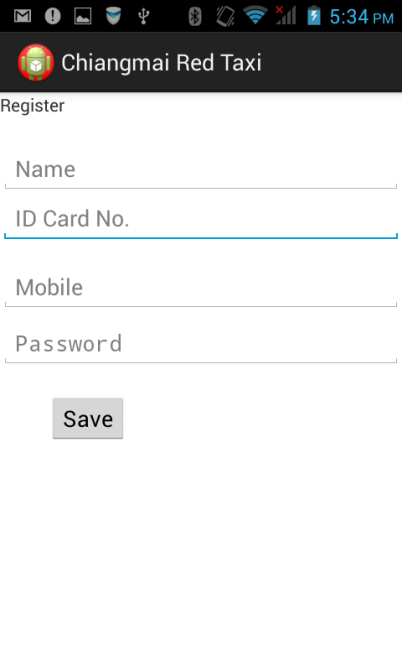 5:34 PM
Chiangmai Red Taxi
Register
Name
ID Card No.
Mobile
Password
Save